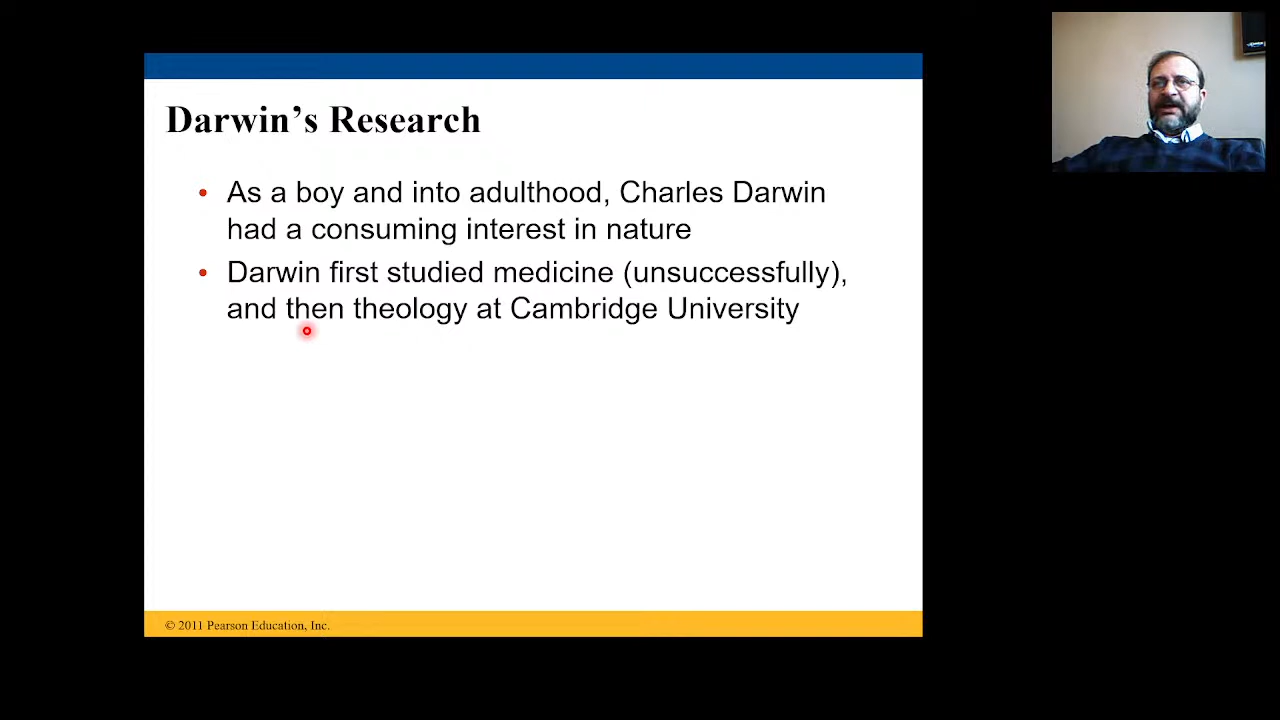 Darwin’s Research
• As a boy and into adulthood, Charles Darwin
had a consuming interest in nature
• Darwin first studied medicine (unsuccessfully),
and then theology at Cambridge University
© 2011 Pearson Education, Inc.